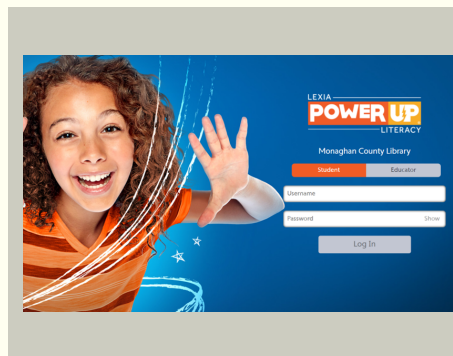 LEXIA
POWER UP
LITERACY
Monaghan County Library
Student Educator
Username
Password Show
Log In